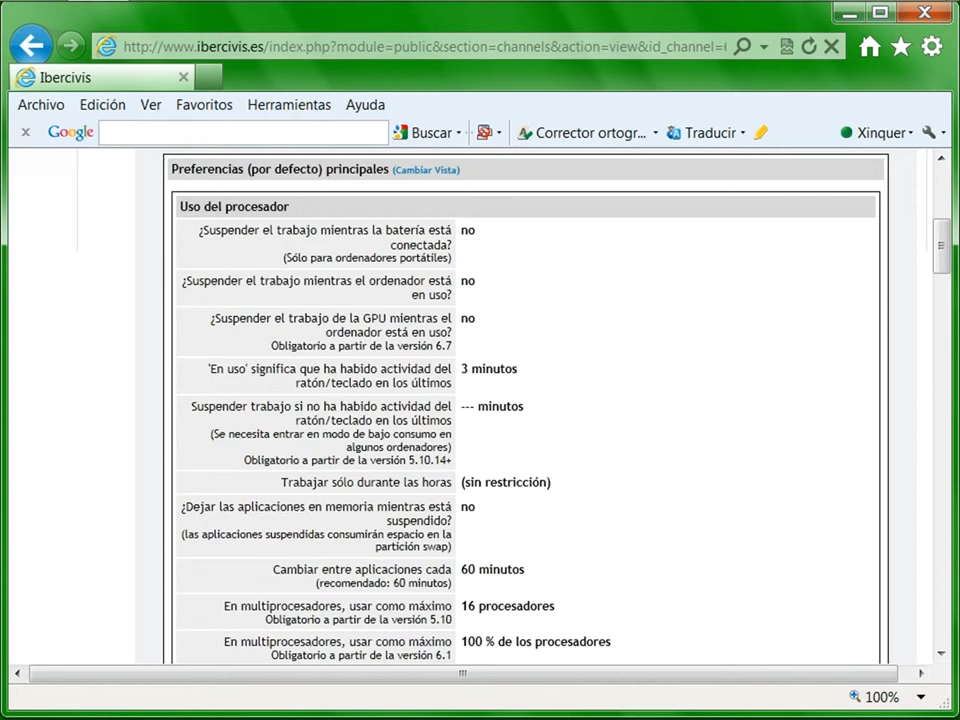 http://www.ibercivis.es/index.php?module=public&section=channels&action=view&id_channel=
Ibercivis
Archivo Edición Ver Favoritos Herramientas Ayuda
x Google Buscar Corrector ortogr... Traducir Xinquer
Preferencias (por defecto) principales (Cambiar Vista)
Uso del procesador
¿Suspender el trabajo mientras la batería está no
conectada?
(Sólo para ordenadores portátiles)
¿Suspender el trabajo mientras el ordenador está no
en uso?
¿Suspender el trabajo de la GPU mientras el no
ordenador está en uso?
Obligatorio a partir de la versión 6.7
'En uso' significa que ha habido actividad del 3 minutos
ratón/teclado en los últimos
Suspender trabajo si no ha habido actividad del --- minutos
ratón/teclado en los últimos
(Se necesita entrar en modo de bajo consumo en
algunos ordenadores)
Obligatorio a partir de la versión 5.10.14+
Trabajar sólo durante las horas (sin restricción)
¿Dejar las aplicaciones en memoria mientras está no
suspendido?
(las aplicaciones suspendidas consumirán espacio en la
partición swap)
Cambiar entre aplicaciones cada 60 minutos
(recomendado: 60 minutos)
En multiprocesadores, usar como máximo 16 procesadores
Obligatorio a partir de la versión 5.10
En multiprocesadores, usar como máximo 100 % de los procesadores
Obligatorio a partir de la versión 6.1
100%